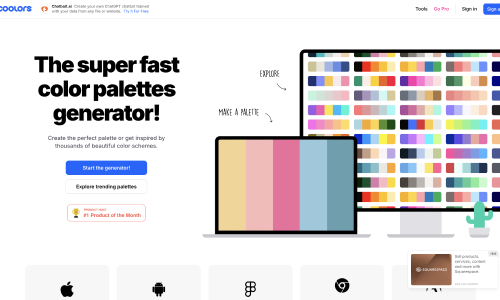 coolors
Chatbot.ai Create your own ChatGPT chatbot trained
with your data from any file or website. Try It For Free
Tools
Go Pro
Sign in
Sign u
The super fast
color palettes
generator!
Create the perfect palette or get inspired by
thousands of beautiful color schemes.
Start the generator!
Explore trending palettes
PRODUCT HUNT
#1 Product of the Month
EXPLORE
MAKE A PALETTE
SQUARESPACE
Sell products,
services, content
and more with
Squarespace.